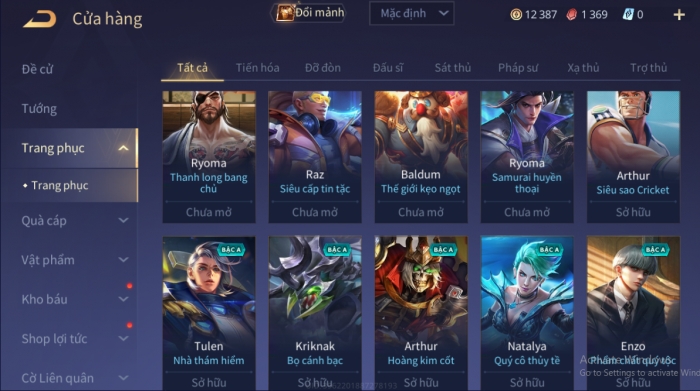 Cửa hàng
Đổi mảnh
Mặc định
12 387
1 369
0
Đề cử
Tướng
Trang phục
Trang phục
Quà cáp
Vật phẩm
Kho báu
Shop lợi tức
Cờ Liên quân
Tất cả
Tiến hóa
Đỡ đòn
Đấu sĩ
Sát thủ
Pháp sư
Xạ thủ
Trợ thủ
Ryoma
Thanh long bang
chủ
Chưa mở
Raz
Siêu cấp tin tặc
Chưa mở
Baldum
Thế giới kẹo ngọt
Chưa mở
Ryoma
Samurai huyền
thoại
Chưa mở
Arthur
Siêu sao Cricket
Sở hữu
Tulen
Nhà thám hiểm
Sở hữu
BẬC A
Kriknak
Bọ cánh bạc
Sở hữu
BẬC A
Arthur
Hoàng kim cốt
Sở hữu
BẬC A
Natalya
Quý cô thủy tề
Sở hữu
BẬC A
Enzo
Phẩm chất quý tộc
Sở hữu
BẬC A
Activate Windows
Go to Settings to activate Wind